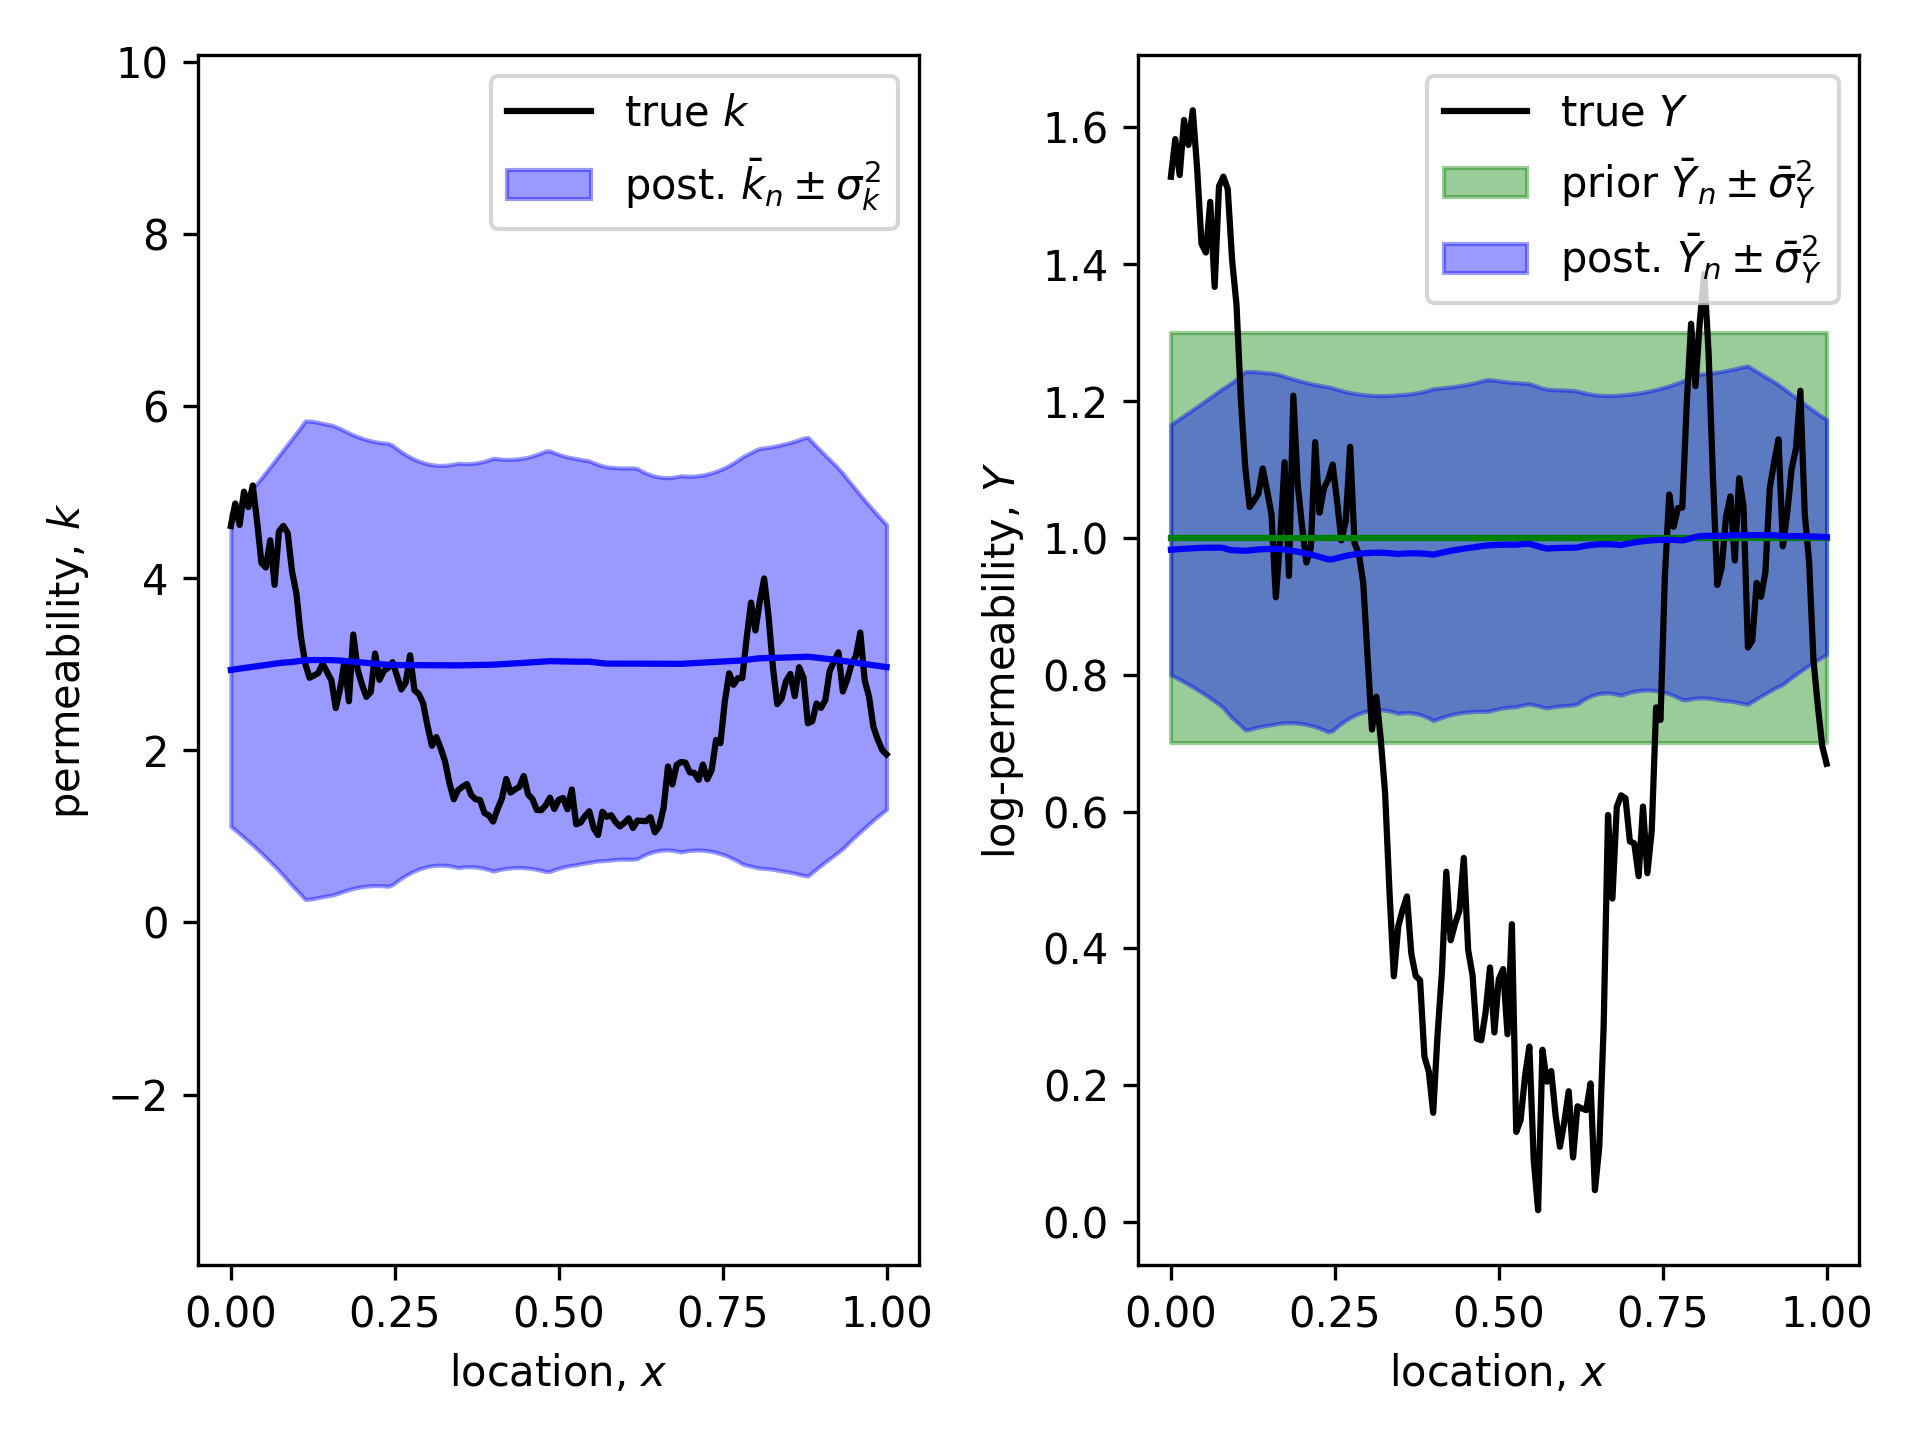 10
8
6
4
2
0
−2
permeability, k
0.00 0.25 0.50 0.75 1.00
location, x
true k
post. k̄ₙ ± σ²ₖ
1.6
1.4
1.2
1.0
0.8
0.6
0.4
0.2
0.0
log-permeability, Y
0.00 0.25 0.50 0.75 1.00
location, x
true Y
prior Ȳₙ ± σ̄²_Y
post. Ȳₙ ± σ̄²_Y